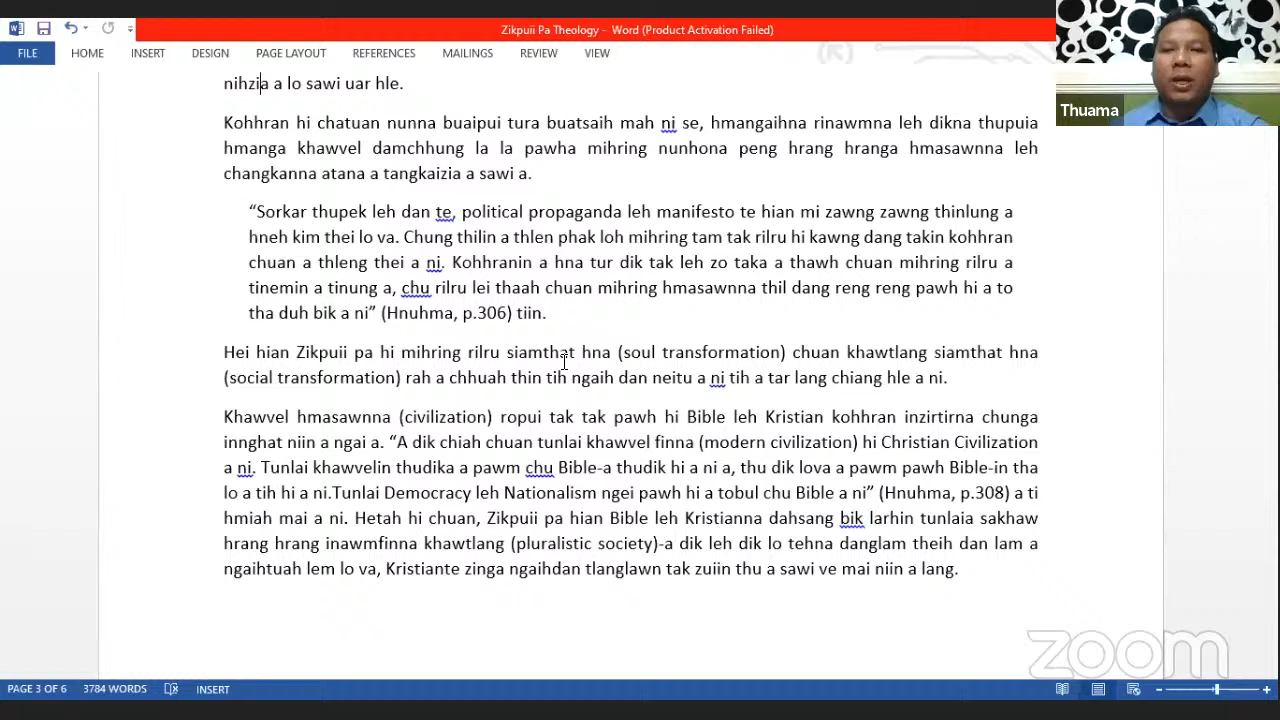 Zikpuii Pa Theology - Word (Product Activation Failed)
FILE HOME INSERT DESIGN PAGE LAYOUT REFERENCES MAILINGS REVIEW VIEW
Thuama
nihzia a lo sawi uar hle.
Kohhran hi chatuan nunna buaipui tura buatsaih mah ni se, hmangaihna rinawmna leh dikna thupuia
hmanga khawvel damchhung la la pawha mihring nunhona peng hrang hranga hmasawnna leh
changkanna atana a tangkaizia a sawi a.
“Sorkar thupek leh dan te, political propaganda leh manifesto te hian mi zawng zawng thinlung a
hneh kim thei lo va. Chung thilin a thlen phak loh mihring tam tak rilru hi kawng dang takin kohhran
chuan a thleng thei a ni. Kohhranin a hna tur dik tak leh zo taka a thawh chuan mihring rilru a
tinemin a tinung a, chu rilru lei thaah chuan mihring hmasawnna thil dang reng reng pawh hi a to
tha duh bik a ni” (Hnuhma, p.306) tiin.
Hei hian Zikpuii pa hi mihring rilru siamthat hna (soul transformation) chuan khawtlang siamthat hna
(social transformation) rah a chhuah thin tih ngaih dan neitu a ni tih a tar lang chiang hle a ni.
Khawvel hmasawnna (civilization) ropui tak tak pawh hi Bible leh Kristian kohhran inzirtirna chunga
innghat niin a ngai a. “A dik chiah chuan tunlai khawvel finna (modern civilization) hi Christian Civilization
a ni. Tunlai khawvelin thudika a pawm chu Bible-a thudik hi a ni a, thu dik lova a pawm pawh Bible-in tha
lo a tih hi a ni.Tunlai Democracy leh Nationalism ngei pawh hi a tobul chu Bible a ni” (Hnuhma, p.308) a ti
hmiah mai a ni. Hetah hi chuan, Zikpuii pa hian Bible leh Kristianna dahsang bik larhin tunlaia sakhaw
hrang hrang inawmfinna khawtlang (pluralistic society)-a dik leh dik lo tehna danglam theih dan lam a
ngaihtuah lem lo va, Kristiante zinga ngaihdan tlanglawn tak zuiin thu a sawi ve mai niin a lang.
zoom
PAGE 3 OF 6 3784 WORDS INSERT